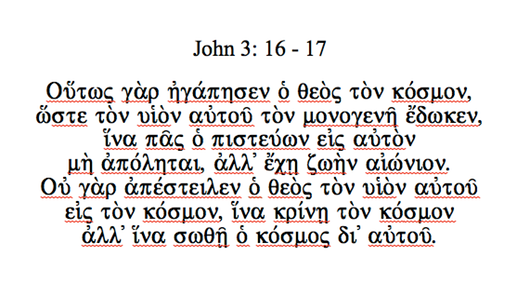 John 3: 16 - 17
Οὕτως γὰρ ἠγάπησεν ὁ θεὸς τὸν κόσμον,
ὥστε τὸν υἱὸν αὐτοῦ τὸν μονογενῆ ἔδωκεν,
ἵνα πᾶς ὁ πιστεύων εἰς αὐτὸν
μὴ ἀπόληται, ἀλλ᾽ ἔχῃ ζωὴν αἰώνιον.
Οὐ γὰρ ἀπέστειλεν ὁ θεὸς τὸν υἱὸν αὐτοῦ
εἰς τὸν κόσμον, ἵνα κρίνῃ τὸν κόσμον
ἀλλ᾽ ἵνα σωθῇ ὁ κόσμος δι᾽ αὐτοῦ.